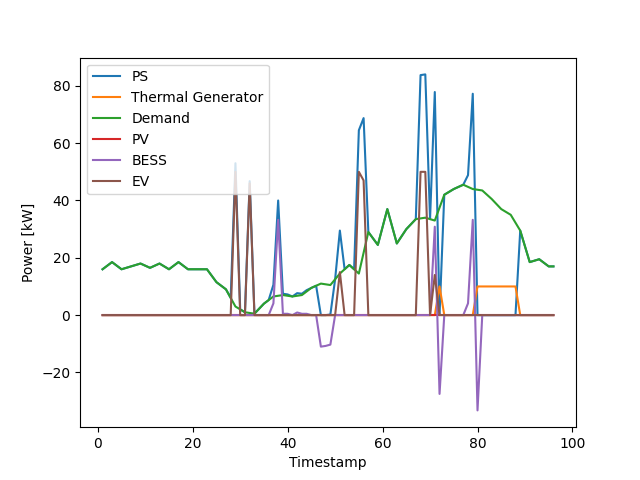 PS
Thermal Generator
Demand
PV
BESS
EV
Power [kW]
80
60
40
20
0
−20
0 20 40 60 80 100
Timestamp